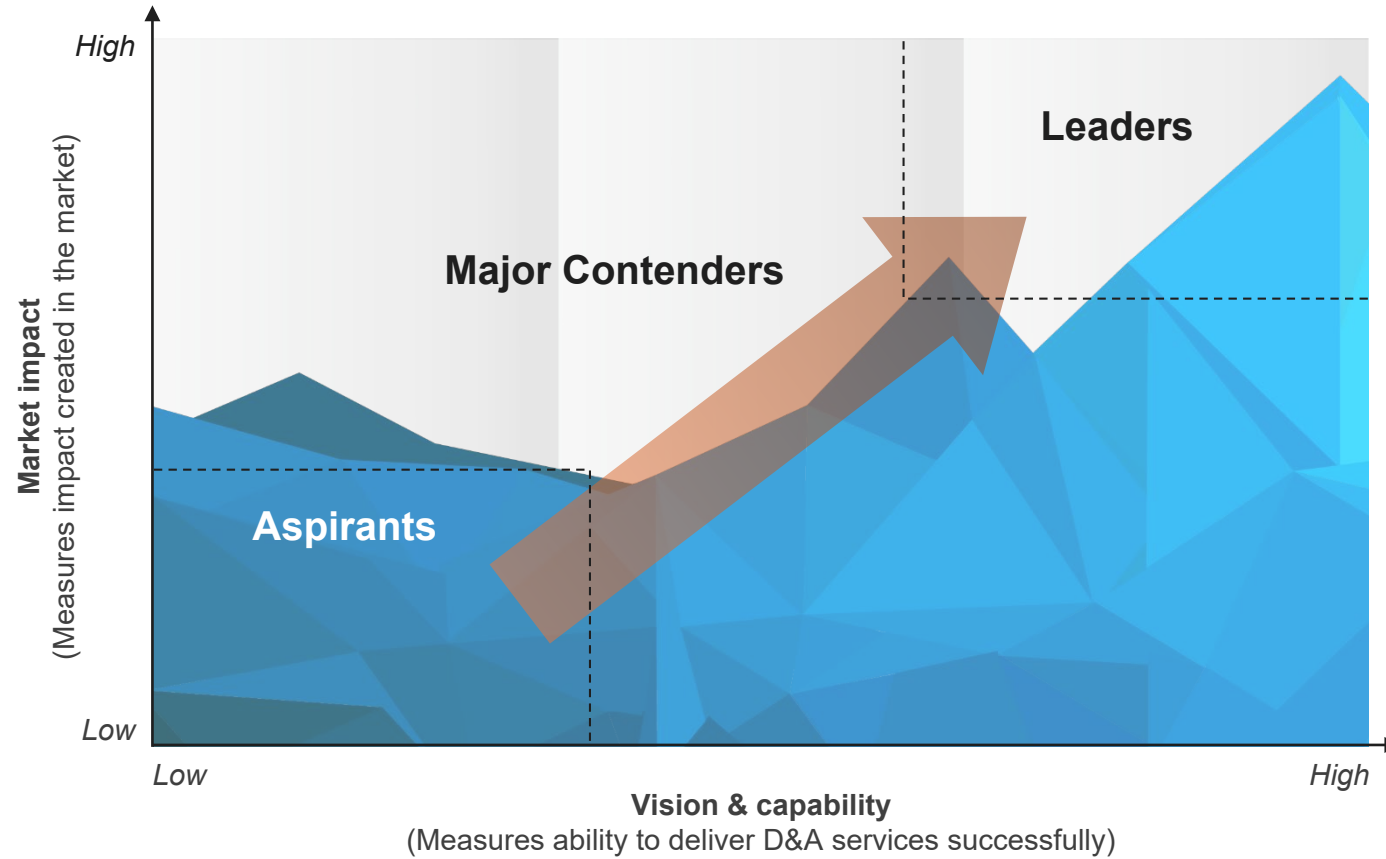 High
Leaders
Major Contenders
Market impact
(Measures impact created in the market)
Aspirants
Low
Low
High
Vision & capability
(Measures ability to deliver D&A services successfully)